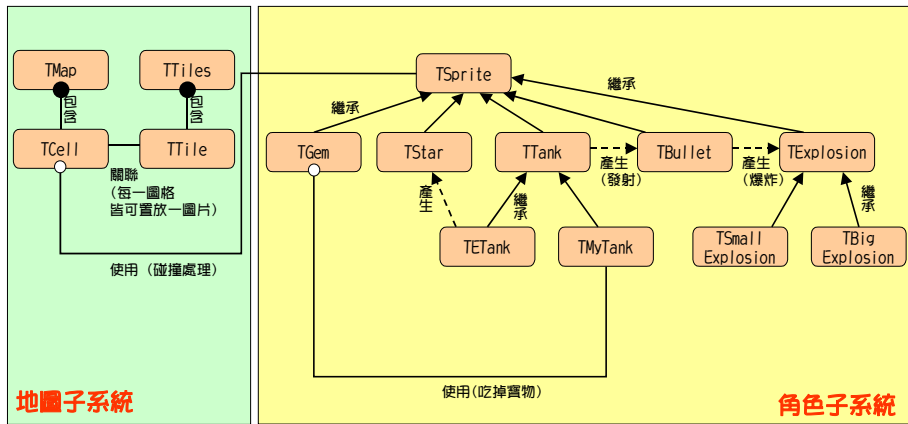 TMap
TTiles
包含
包含
TCell
TTile
關聯
(每一圖格
皆可置放一圖片)
使用 (碰撞處理)
地圖子系統
TSprite
繼承
繼承
TGem
TStar
TTank
TBullet
TExplosion
產生
(發射)
產生
(爆炸)
產生
繼承
繼承
TETank
TMyTank
TSmall
Explosion
TBig
Explosion
使用(吃掉寶物)
角色子系統